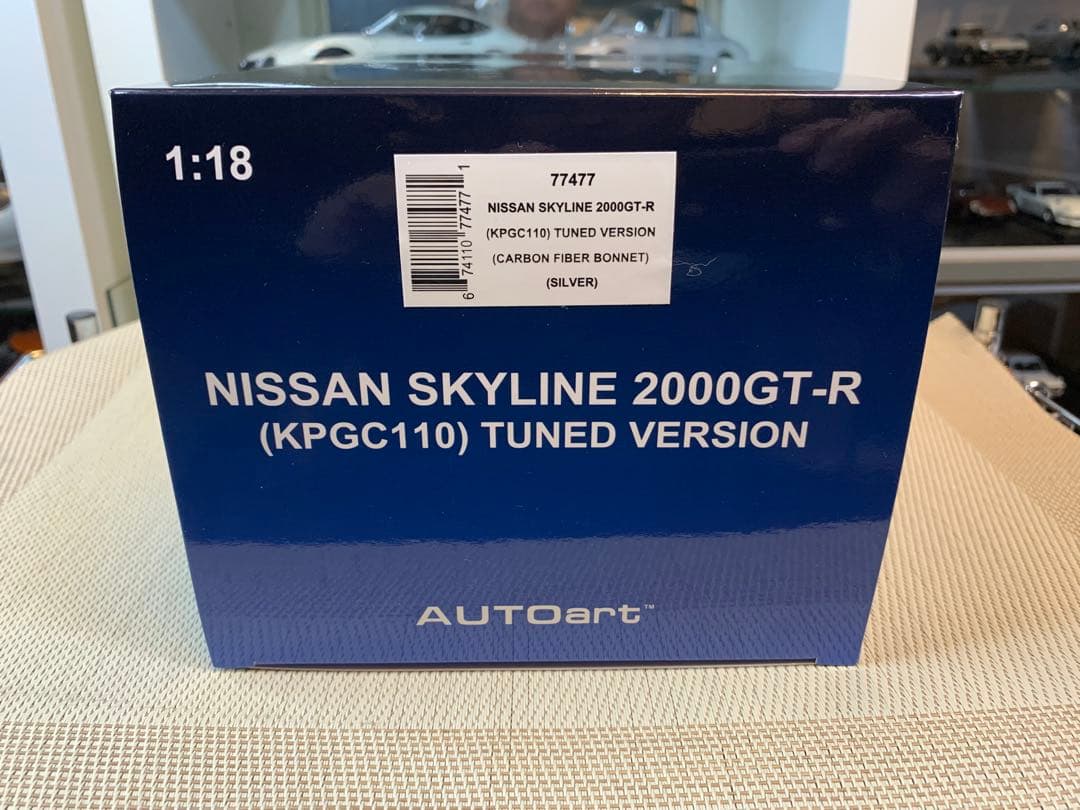 1:18
77477
NISSAN SKYLINE 2000GT-R
(KPGC110) TUNED VERSION
(CARBON FIBER BONNET)
(SILVER)
6 74110 77477 1
NISSAN SKYLINE 2000GT-R
(KPGC110) TUNED VERSION
AUTOart™